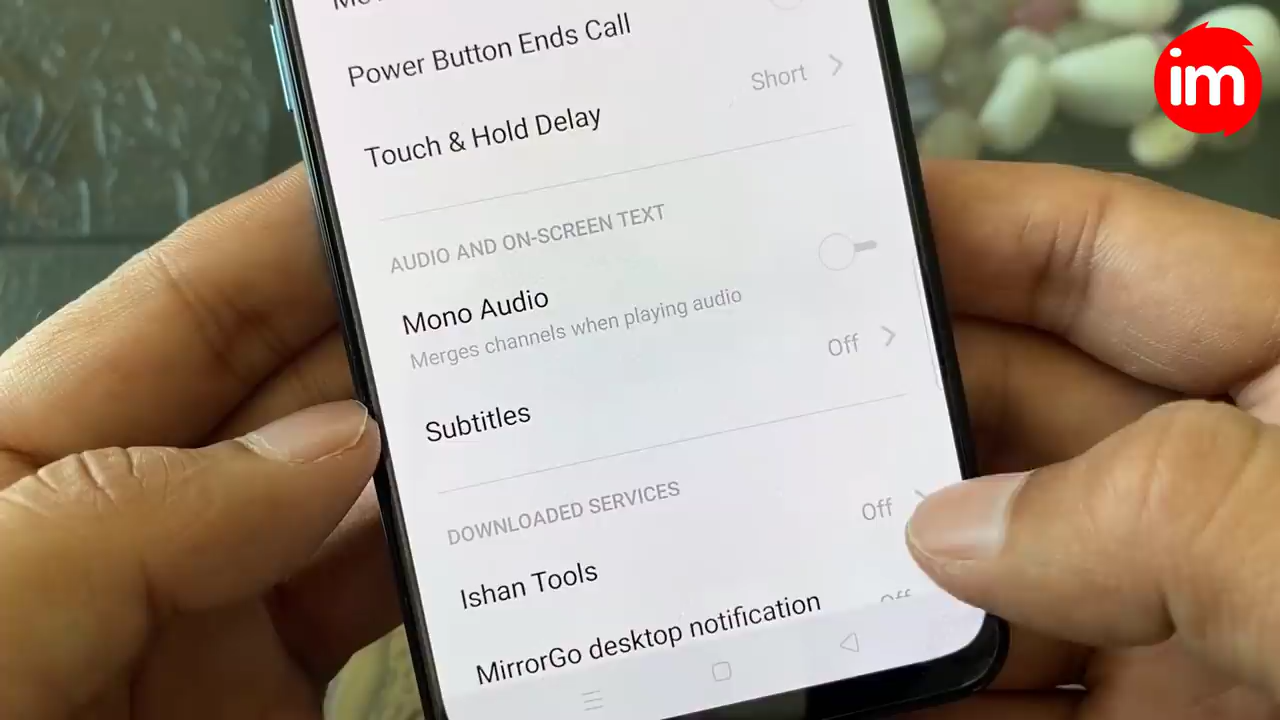 im
Power Button Ends Call
Short
Touch & Hold Delay
AUDIO AND ON-SCREEN TEXT
Mono Audio
Merges channels when playing audio
Off
Subtitles
DOWNLOADED SERVICES
Off
Ishan Tools
Off
MirrorGo desktop notification